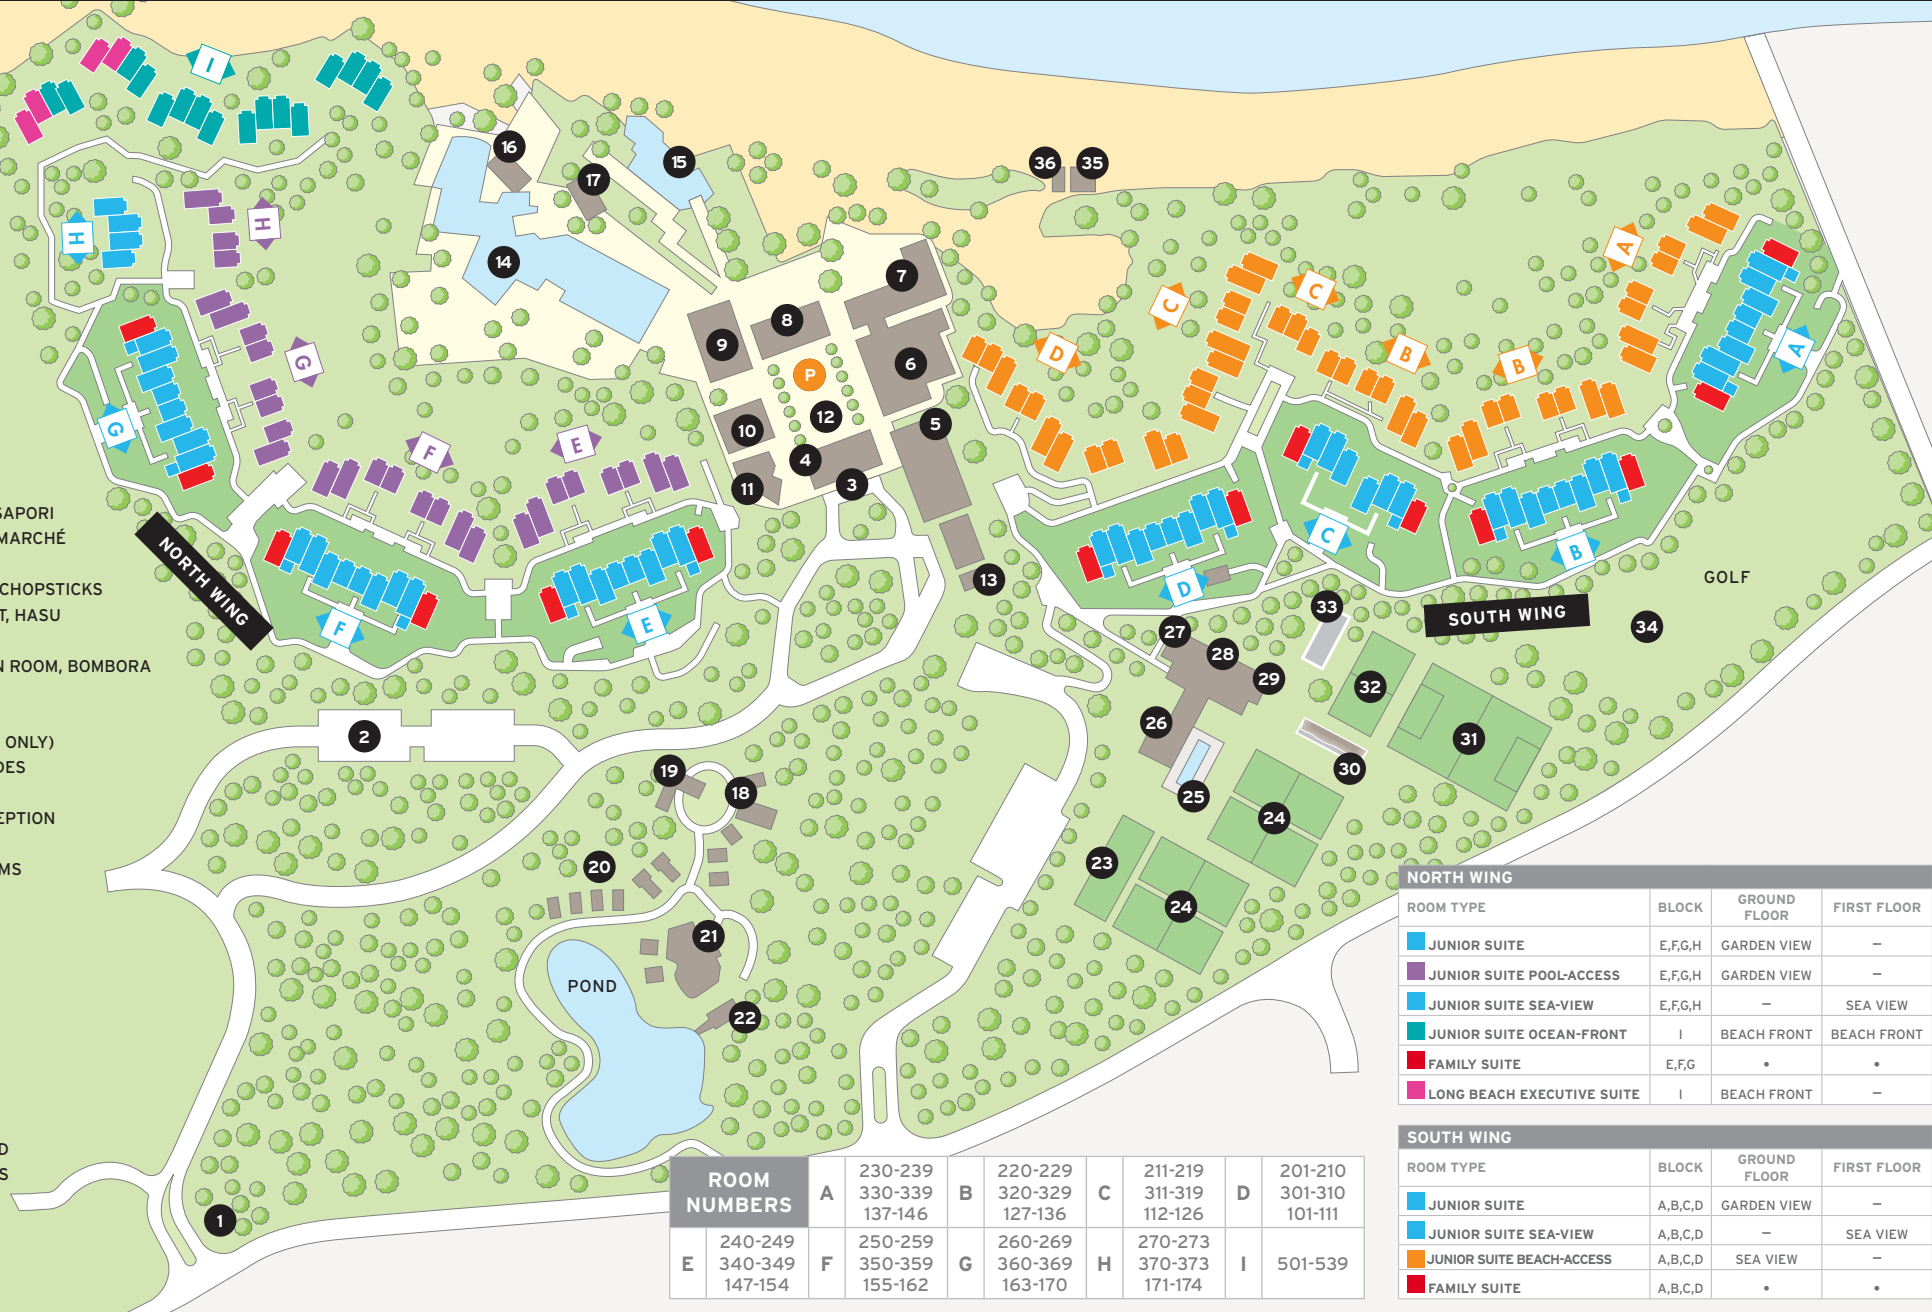 I
H
H
G
G
F
F
E
E
D
D
C
C
C
B
B
B
A
A
16
17
15
14
36
35
7
8
9
6
P
12
10
5
4
3
11
13
SAPORI
MARCHÉ
CHOPSTICKS
T, HASU
N ROOM, BOMBORA
ONLY)
DES
EPTION
MS
D
S
NORTH WING
SOUTH WING
GOLF
34
33
27
28
29
32
31
26
30
25
24
23
24
2
19
18
20
21
22
POND
1
ROOM NUMBERS
A
230-239
330-339
137-146
B
220-229
320-329
127-136
C
211-219
311-319
112-126
D
201-210
301-310
101-111
E
240-249
340-349
147-154
F
250-259
350-359
155-162
G
260-269
360-369
163-170
H
270-273
370-373
171-174
I
501-539
NORTH WING
ROOM TYPE BLOCK GROUND FLOOR FIRST FLOOR
JUNIOR SUITE E,F,G,H GARDEN VIEW –
JUNIOR SUITE POOL-ACCESS E,F,G,H GARDEN VIEW –
JUNIOR SUITE SEA-VIEW E,F,G,H – SEA VIEW
JUNIOR SUITE OCEAN-FRONT I BEACH FRONT BEACH FRONT
FAMILY SUITE E,F,G • •
LONG BEACH EXECUTIVE SUITE I BEACH FRONT –
SOUTH WING
ROOM TYPE BLOCK GROUND FLOOR FIRST FLOOR
JUNIOR SUITE A,B,C,D GARDEN VIEW –
JUNIOR SUITE SEA-VIEW A,B,C,D – SEA VIEW
JUNIOR SUITE BEACH-ACCESS A,B,C,D SEA VIEW –
FAMILY SUITE A,B,C,D • •